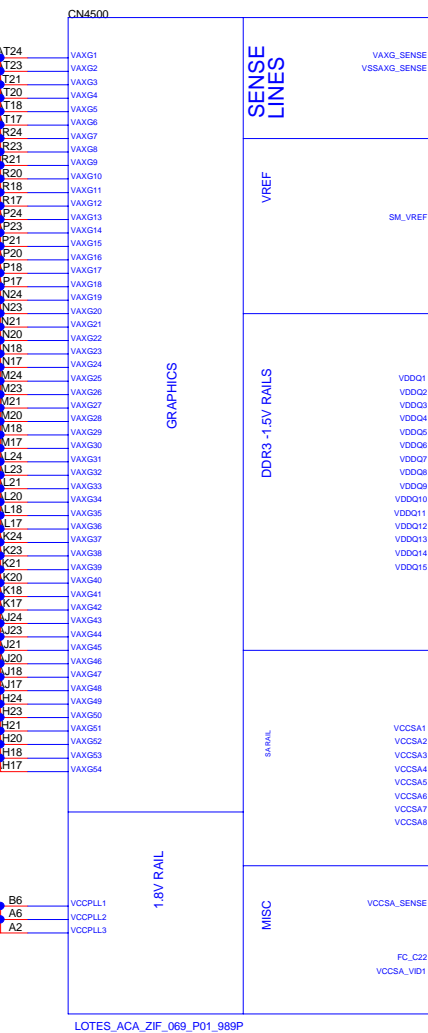 CN4500
T24 VAXG1
T23 VAXG2
T21 VAXG3
T20 VAXG4
T18 VAXG5
T17 VAXG6
R24 VAXG7
R23 VAXG8
R21 VAXG9
R20 VAXG10
R18 VAXG11
R17 VAXG12
P24 VAXG13
P23 VAXG14
P21 VAXG15
P20 VAXG16
P18 VAXG17
P17 VAXG18
N24 VAXG19
N23 VAXG20
N21 VAXG21
N20 VAXG22
N18 VAXG23
N17 VAXG24
M24 VAXG25
M23 VAXG26
M21 VAXG27
M20 VAXG28
M18 VAXG29
M17 VAXG30
L24 VAXG31
L23 VAXG32
L21 VAXG33
L20 VAXG34
L18 VAXG35
L17 VAXG36
K24 VAXG37
K23 VAXG38
K21 VAXG39
K20 VAXG40
K18 VAXG41
K17 VAXG42
J24 VAXG43
J23 VAXG44
J21 VAXG45
J20 VAXG46
J18 VAXG47
J17 VAXG48
H24 VAXG49
H23 VAXG50
H21 VAXG51
H20 VAXG52
H18 VAXG53
H17 VAXG54
B6 VCCPLL1
A6 VCCPLL2
A2 VCCPLL3
GRAPHICS
1.8V RAIL
SENSE
LINES
VAXG_SENSE
VSSAXG_SENSE
VREF
SM_VREF
DDR3 -1.5V RAILS
VDDQ1
VDDQ2
VDDQ3
VDDQ4
VDDQ5
VDDQ6
VDDQ7
VDDQ8
VDDQ9
VDDQ10
VDDQ11
VDDQ12
VDDQ13
VDDQ14
VDDQ15
SA RAIL
VCCSA1
VCCSA2
VCCSA3
VCCSA4
VCCSA5
VCCSA6
VCCSA7
VCCSA8
MISC
VCCSA_SENSE
FC_C22
VCCSA_VID1
LOTES_ACA_ZIF_069_P01_989P